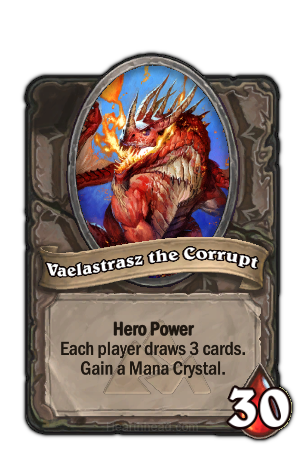 Vaelastrasz the Corrupt
Hero Power
Each player draws 3 cards.
Gain a Mana Crystal.
30